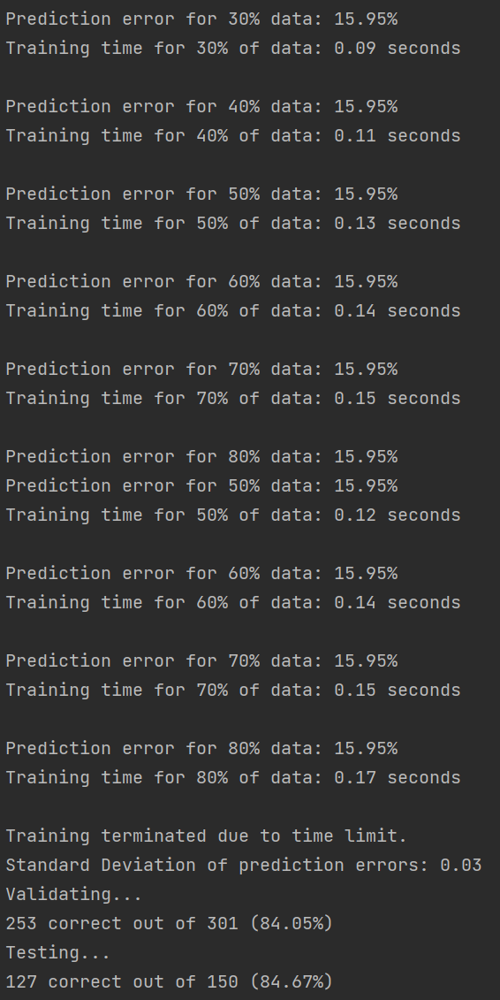 Prediction error for 30% data: 15.95%
Training time for 30% of data: 0.09 seconds
Prediction error for 40% data: 15.95%
Training time for 40% of data: 0.11 seconds
Prediction error for 50% data: 15.95%
Training time for 50% of data: 0.13 seconds
Prediction error for 60% data: 15.95%
Training time for 60% of data: 0.14 seconds
Prediction error for 70% data: 15.95%
Training time for 70% of data: 0.15 seconds
Prediction error for 80% data: 15.95%
Prediction error for 50% data: 15.95%
Training time for 50% of data: 0.12 seconds
Prediction error for 60% data: 15.95%
Training time for 60% of data: 0.14 seconds
Prediction error for 70% data: 15.95%
Training time for 70% of data: 0.15 seconds
Prediction error for 80% data: 15.95%
Training time for 80% of data: 0.17 seconds
Training terminated due to time limit.
Standard Deviation of prediction errors: 0.03
Validating...
253 correct out of 301 (84.05%)
Testing...
127 correct out of 150 (84.67%)